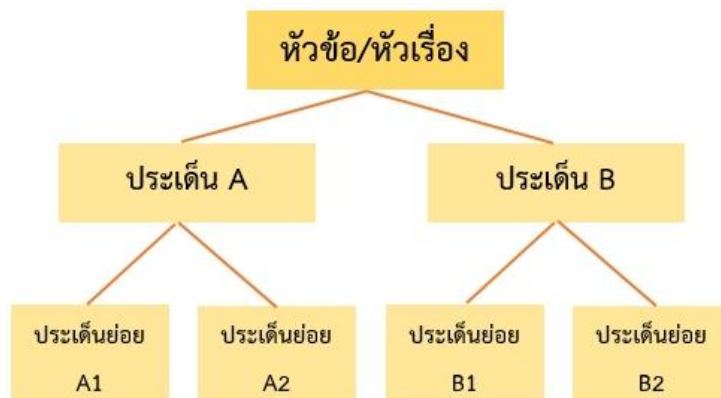 หัวข้อ/หัวเรื่อง
ประเด็น A
ประเด็น B
ประเด็นย่อย
A1
ประเด็นย่อย
A2
ประเด็นย่อย
B1
ประเด็นย่อย
B2